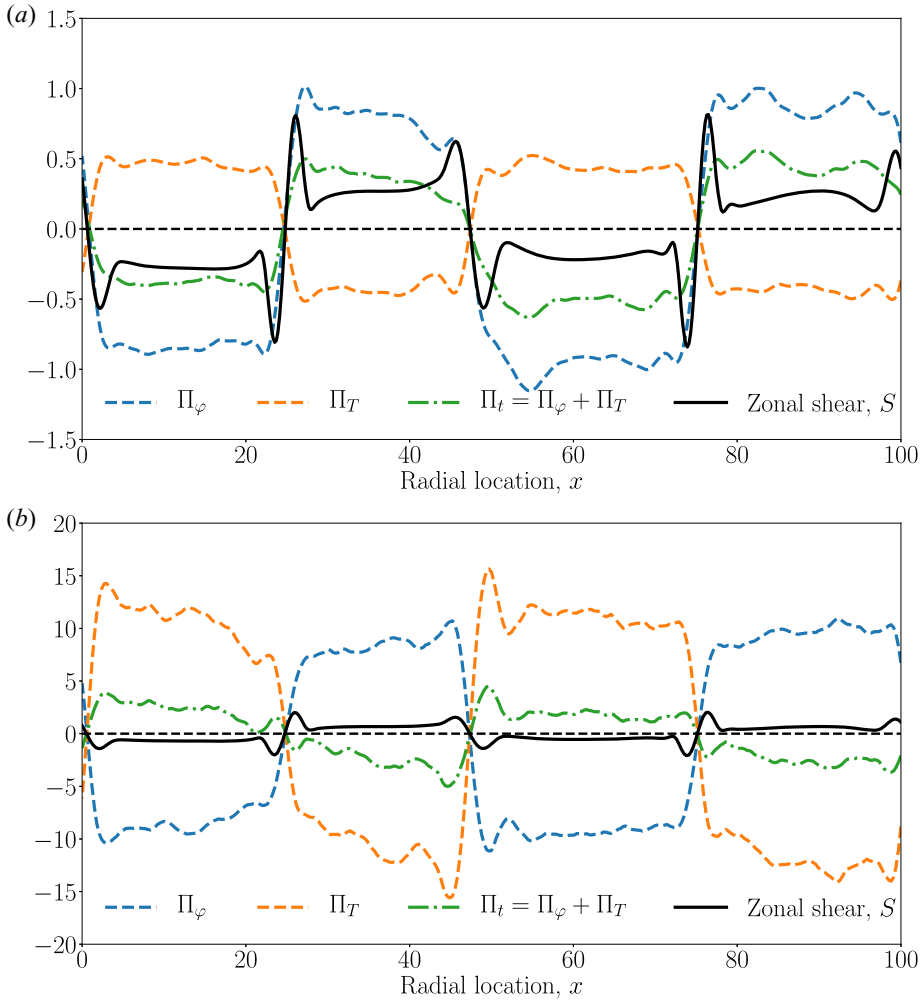 (a)
1.5
1.0
0.5
0.0
−0.5
−1.0
−1.5
Π_φ Π_T Π_t = Π_φ + Π_T Zonal shear, S
0 20 40 60 80 100
Radial location, x
(b)
20
15
10
5
0
−5
−10
−15
−20
Π_φ Π_T Π_t = Π_φ + Π_T Zonal shear, S
0 20 40 60 80 100
Radial location, x